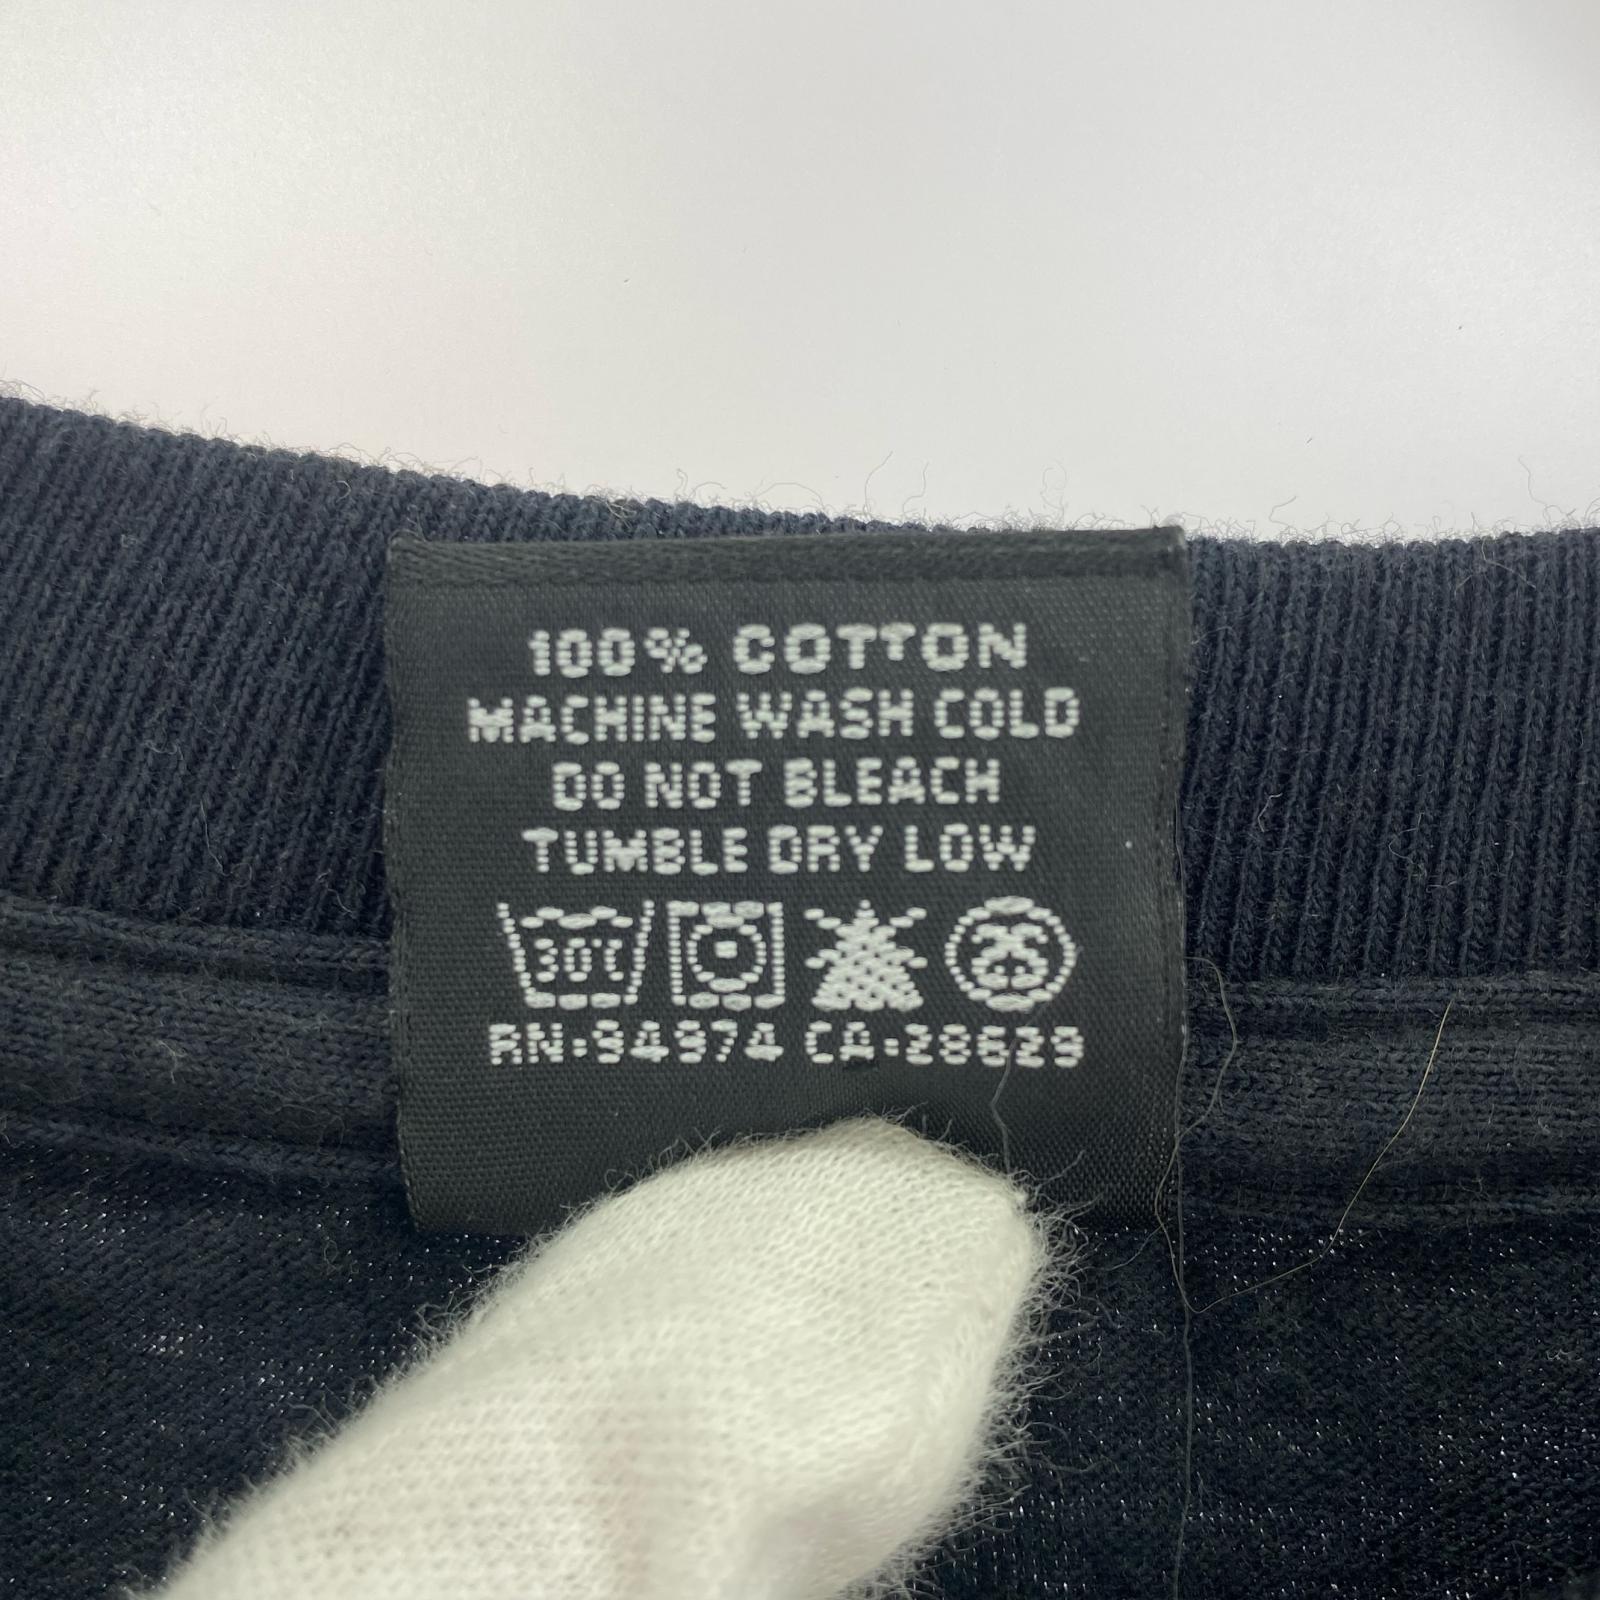 100% COTTON
MACHINE WASH COLD
DO NOT BLEACH
TUMBLE DRY LOW
30℃
RN:94974 CA:28629